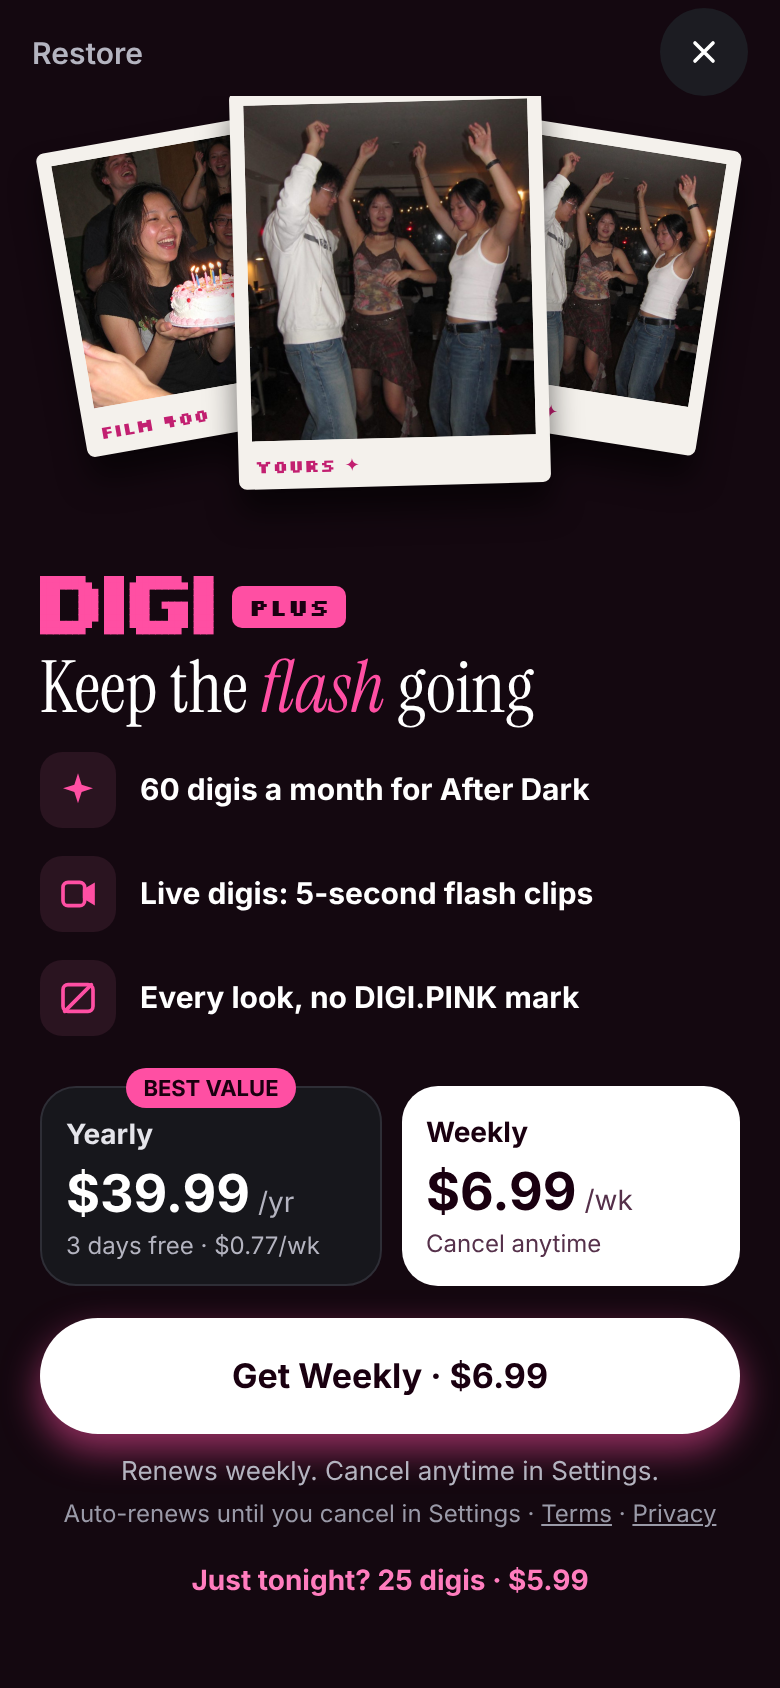 Restore
FILM 400
YOURS ✦
DIGI PLUS
Keep the flash going
60 digis a month for After Dark
Live digis: 5-second flash clips
Every look, no DIGI.PINK mark
BEST VALUE
Yearly
$39.99 /yr
3 days free · $0.77/wk
Weekly
$6.99 /wk
Cancel anytime
Get Weekly · $6.99
Renews weekly. Cancel anytime in Settings.
Auto-renews until you cancel in Settings · Terms · Privacy
Just tonight? 25 digis · $5.99